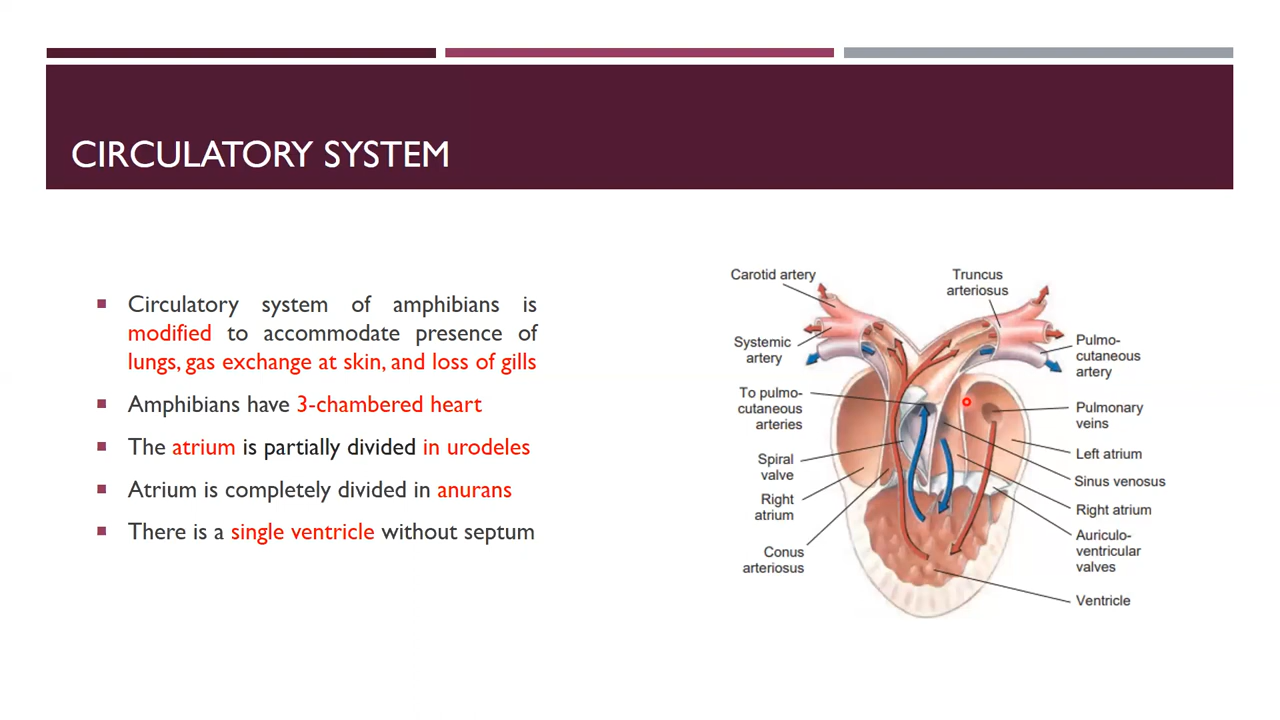 CIRCULATORY SYSTEM
Circulatory system of amphibians is
modified to accommodate presence of
lungs, gas exchange at skin, and loss of gills
Amphibians have 3-chambered heart
The atrium is partially divided in urodeles
Atrium is completely divided in anurans
There is a single ventricle without septum
Carotid artery
Systemic
artery
To pulmo-
cutaneous
arteries
Spiral
valve
Right
atrium
Conus
arteriosus
Truncus
arteriosus
Pulmo-
cutaneous
artery
Pulmonary
veins
Left atrium
Sinus venosus
Right atrium
Auriculo-
ventricular
valves
Ventricle